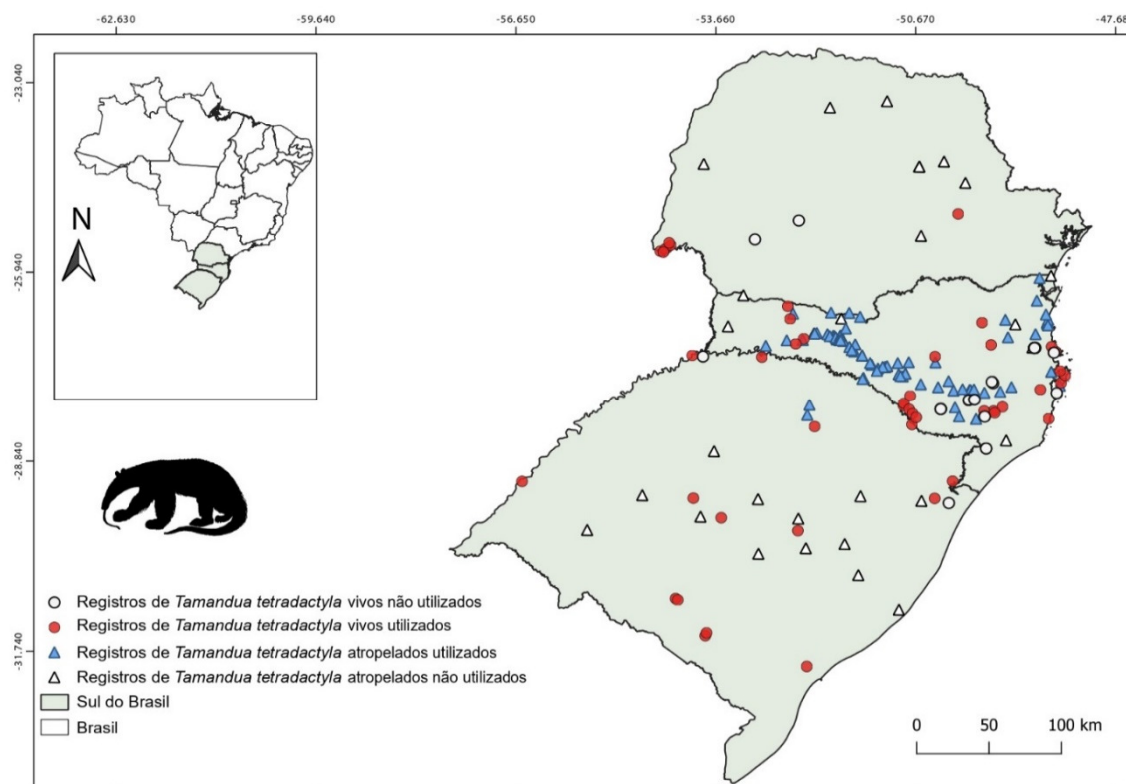 -62.630 -59.640 -56.650 -53.660 -50.670 -47.68
-23.040
-25.940
-28.840
-31.740
N
Registros de Tamandua tetradactyla vivos não utilizados
Registros de Tamandua tetradactyla vivos utilizados
Registros de Tamandua tetradactyla atropelados utilizados
Registros de Tamandua tetradactyla atropelados não utilizados
Sul do Brasil
Brasil
0 50 100 km